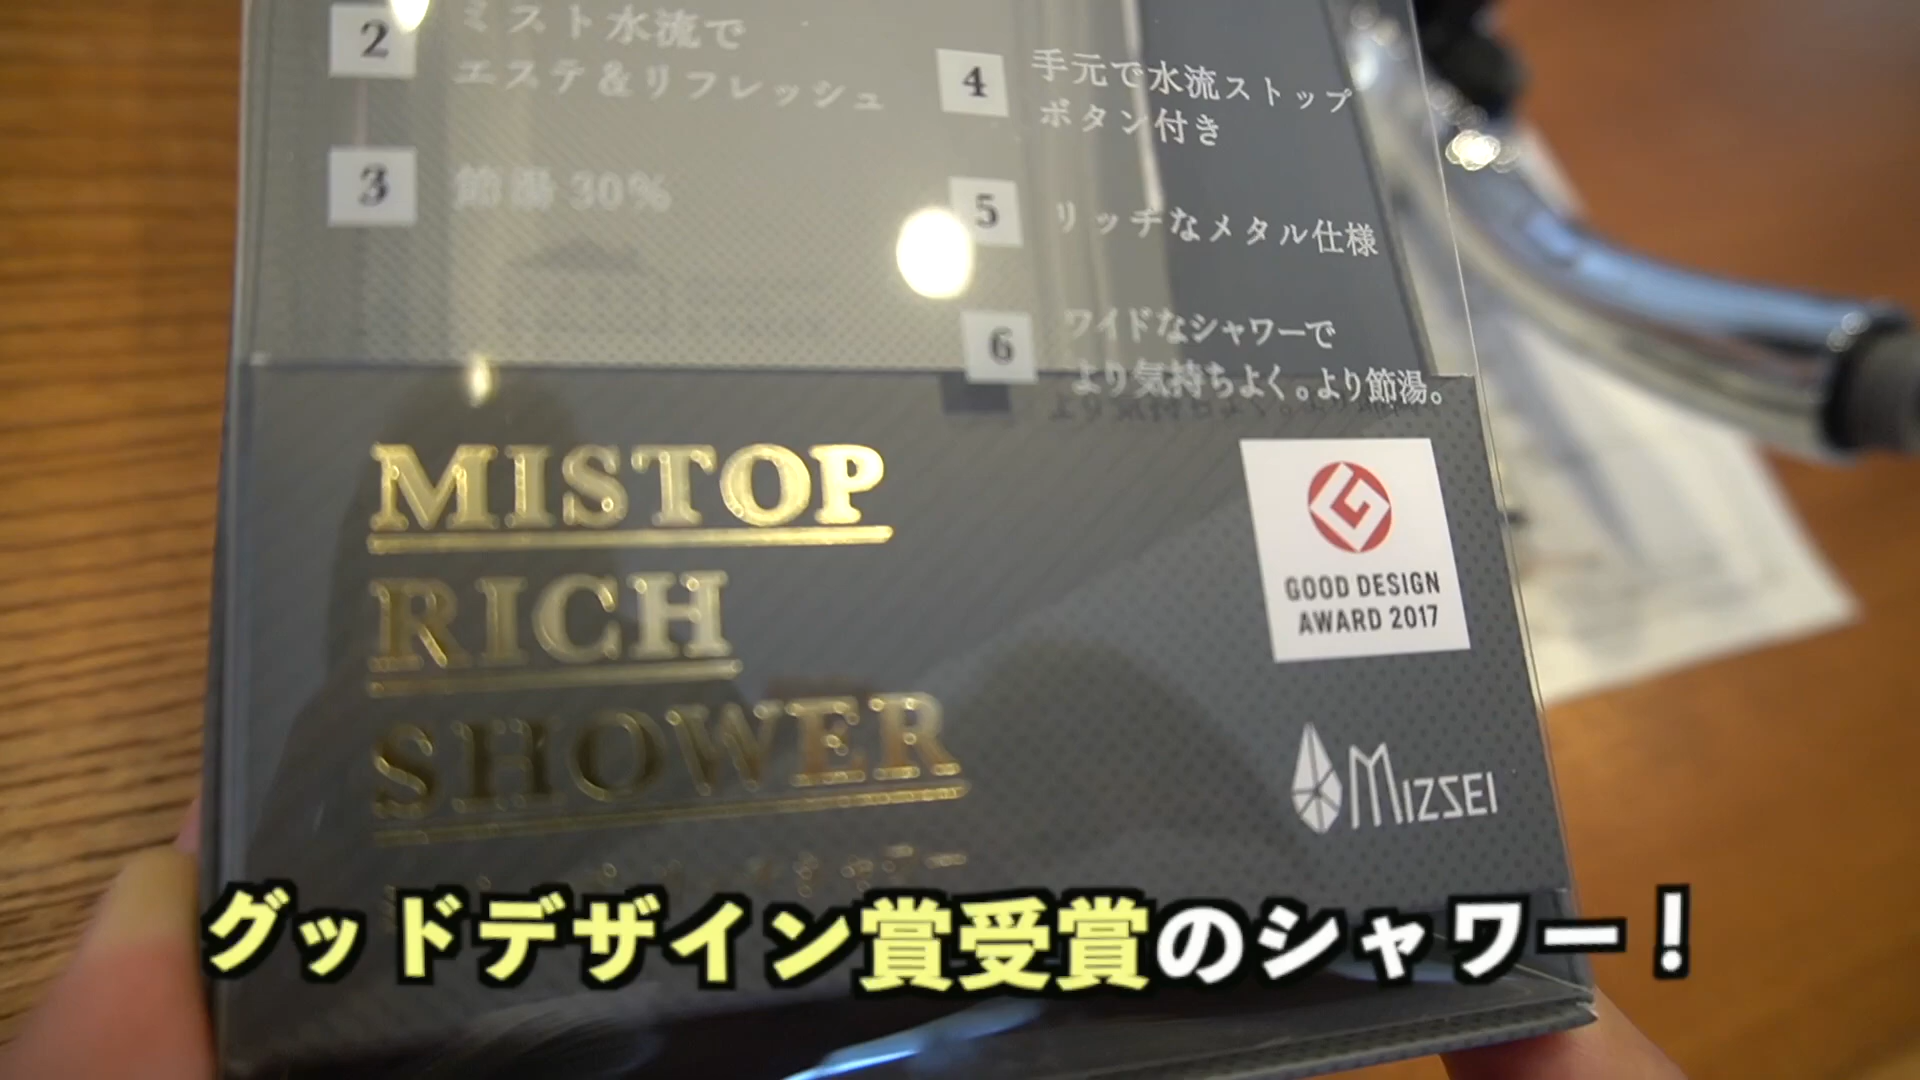 2
ミスト水流で
エステ&リフレッシュ
3
節湯 30%
4
手元で水流ストップ
ボタン付き
5
リッチなメタル仕様
6
ワイドなシャワーで
より気持ちよく。より節湯。
MISTOP
RICH
SHOWER
GOOD DESIGN
AWARD 2017
MIZSEI
グッドデザイン賞受賞のシャワー！